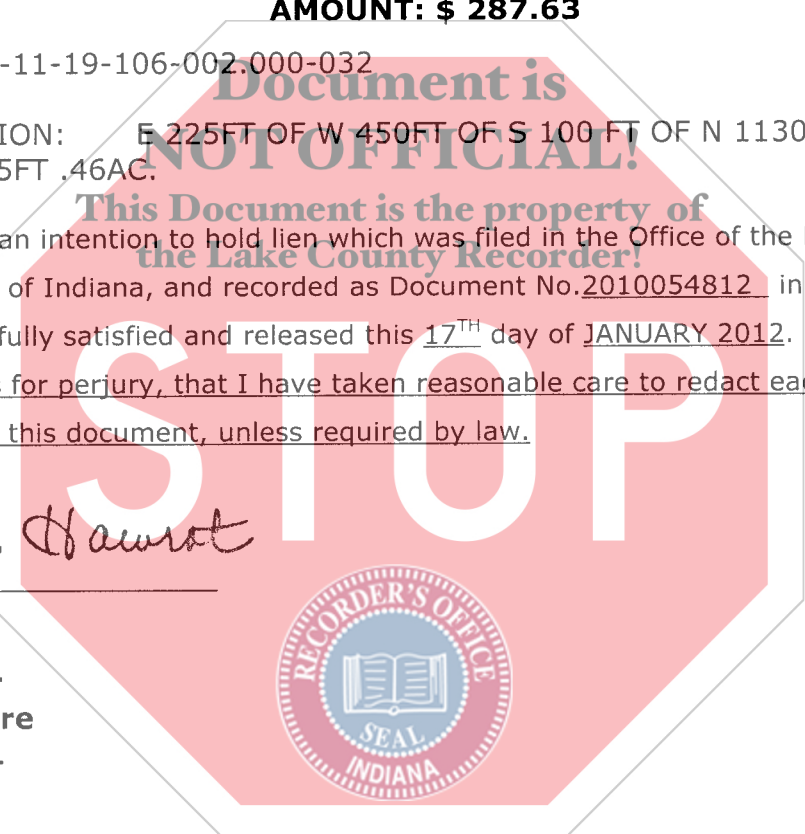 AMOUNT: $ 287.63
-11-19-106-002.000-032
Document is
ION: E 225FT OF W 450FT OF S 100 FT OF N 1130
NOT OFFICIAL!
5FT .46AC.
This Document is the property of
an intention to hold lien which was filed in the Office of the
the Lake County Recorder!
of Indiana, and recorded as Document No.2010054812 in
fully satisfied and released this 17TH day of JANUARY 2012.
s for perjury, that I have taken reasonable care to redact eac
this document, unless required by law.
STOP
Hawrot
RECORDER'S OFFICE
SEAL
INDIANA
re